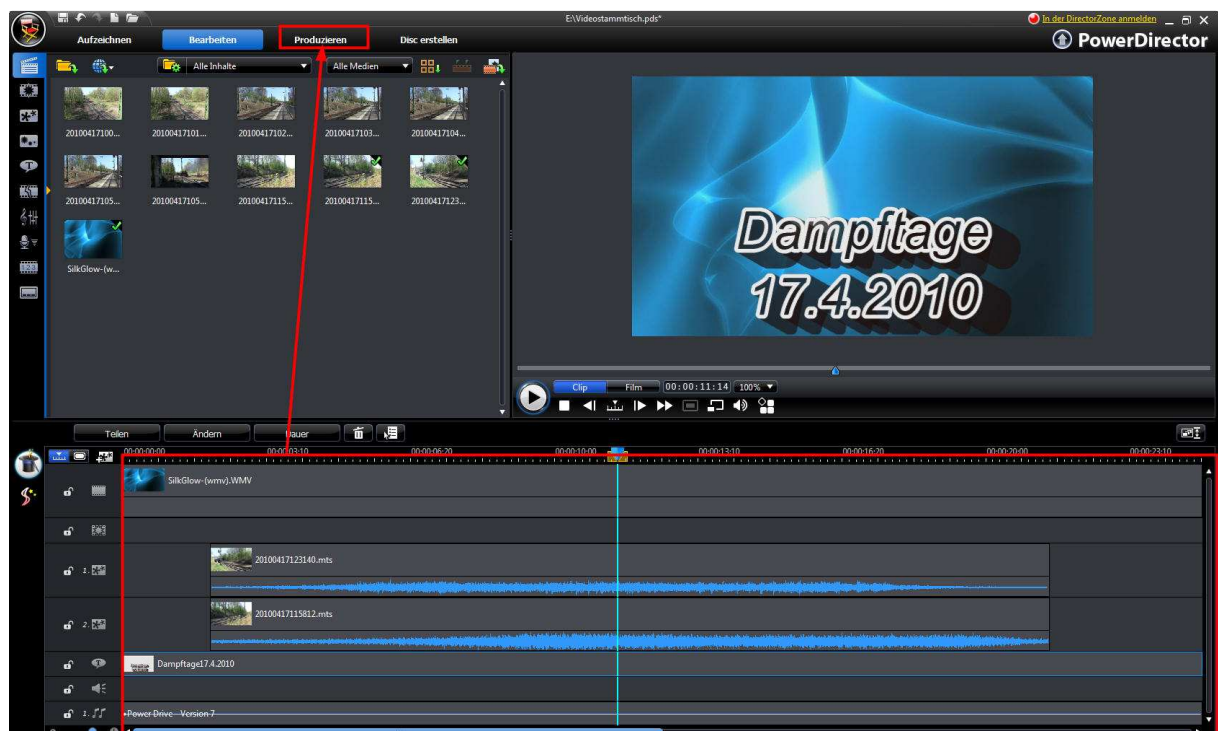 E:\Videostammtisch.pds*
In der DirectorZone anmelden
Aufzeichnen Bearbeiten Produzieren Disc erstellen
PowerDirector
Alle Inhalte Alle Medien
20100417100... 20100417101... 20100417102... 20100417103... 20100417104...
20100417105... 20100417105... 20100417115... 20100417115... 20100417123...
SilkGlow-(w...
Dampftage
17.4.2010
Clip Film 00:00:11:14 100%
Teilen Ändern Dauer
00:00:00:00 00:00:03:10 00:00:06:20 00:00:10:00 00:00:13:10 00:00:16:20 00:00:20:00 00:00:23:10
SilkGlow-(wmv).WMV
1. 20100417123140.mts
2. 20100417115812.mts
Dampftage17.4.2010
1. Power Drive - Version 7